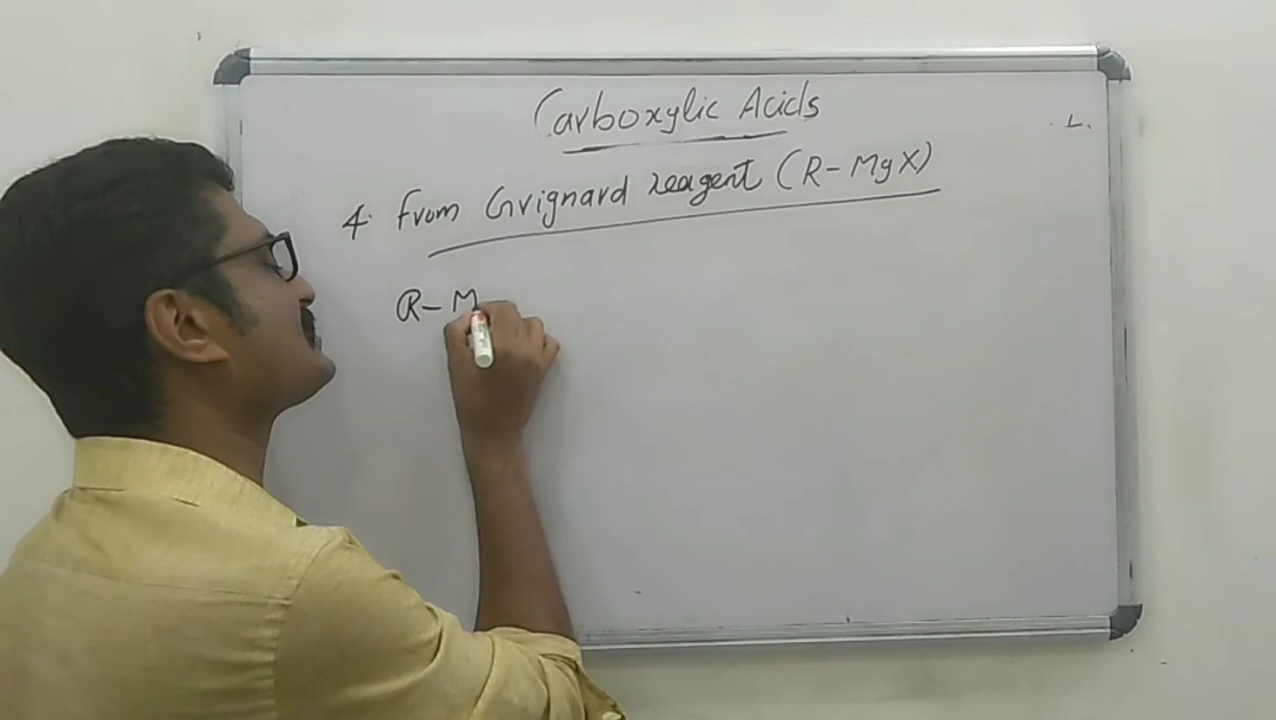 Carboxylic Acids
L.
4. From Grignard reagent (R-MgX)
R-M